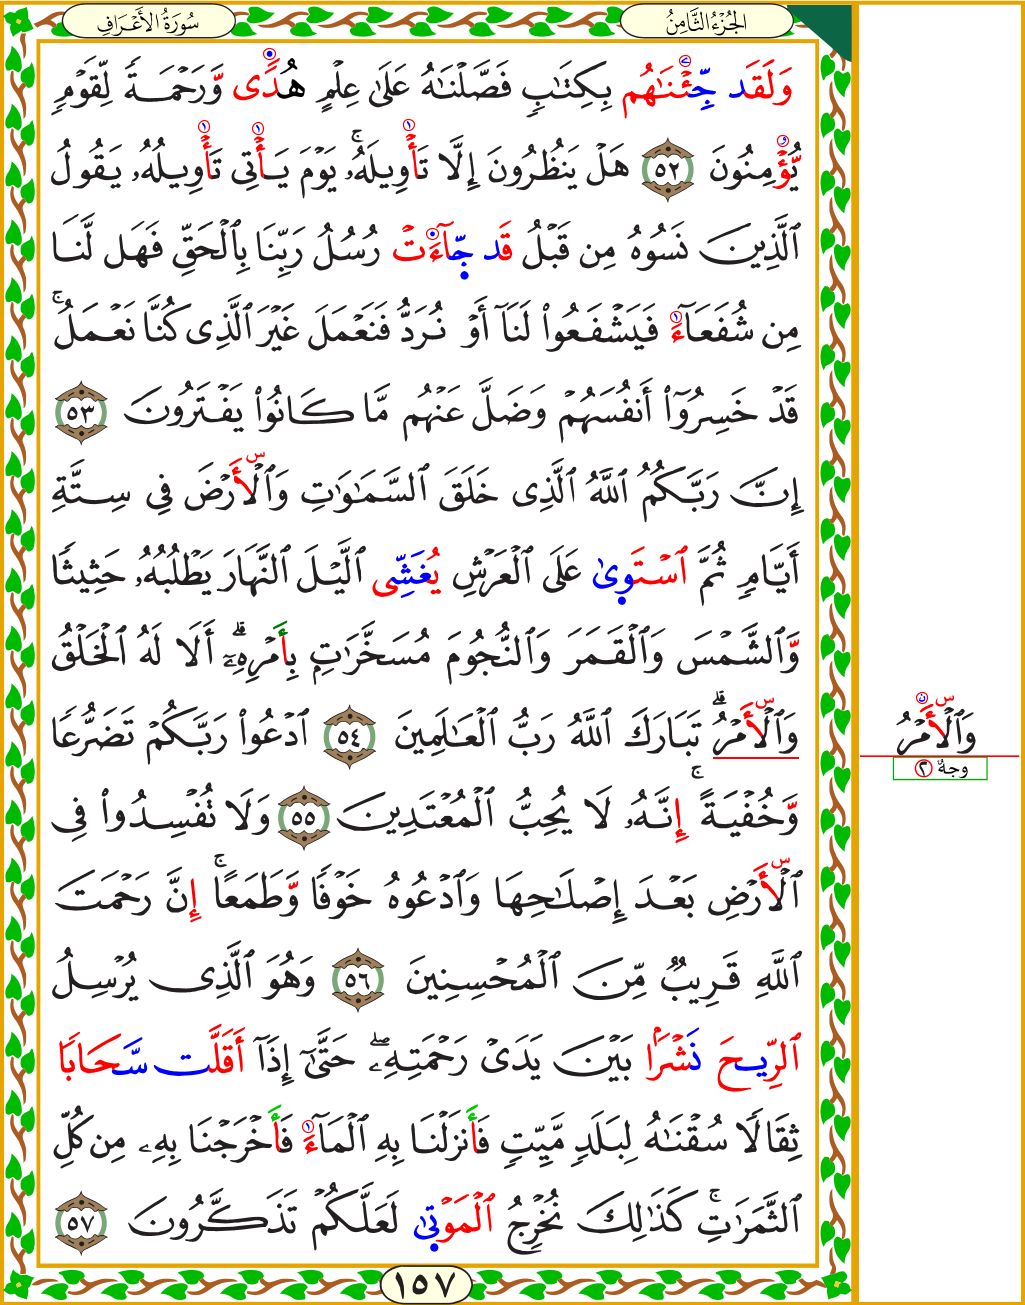 سُورَةُ الأَعْرَافِ
الجُزْءُ الثَّامِنُ
وَلَقَد جِّئْنَـٰهُم بِكِتَـٰبٍ فَصَّلْنَـٰهُ عَلَىٰ عِلْمٍ هُدًى وَّرَحْمَةً لِّقَوْمٍ
يُّؤْمِنُونَ ٥٢ هَلْ يَنظُرُونَ إِلَّا تَأْوِيلَهُۥۚ يَوْمَ يَأْتِى تَأْوِيلُهُۥ يَقُولُ
ٱلَّذِينَ نَسُوهُ مِن قَبْلُ قَد جَّآءَتْ رُسُلُ رَبِّنَا بِٱلْحَقِّ فَهَل لَّنَا
مِن شُفَعَآءَ فَيَشْفَعُوا۟ لَنَآ أَوْ نُرَدُّ فَنَعْمَلَ غَيْرَ ٱلَّذِى كُنَّا نَعْمَلُۚ
قَدْ خَسِرُوٓا۟ أَنفُسَهُمْ وَضَلَّ عَنْهُم مَّا كَانُوا۟ يَفْتَرُونَ ٥٣
إِنَّ رَبَّكُمُ ٱللَّهُ ٱلَّذِى خَلَقَ ٱلسَّمَـٰوَٰتِ وَٱلْأَرْضَ فِى سِتَّةِ
أَيَّامٍ ثُمَّ ٱسْتَوَىٰ عَلَى ٱلْعَرْشِ يُغَشِّى ٱلَّيْلَ ٱلنَّهَارَ يَطْلُبُهُۥ حَثِيثًا
وَّٱلشَّمْسَ وَٱلْقَمَرَ وَٱلنُّجُومَ مُسَخَّرَٰتٍۭ بِأَمْرِهِۦٓۗ أَلَا لَهُ ٱلْخَلْقُ
وَٱلْأَمْرُۗ تَبَارَكَ ٱللَّهُ رَبُّ ٱلْعَـٰلَمِينَ ٥٤ ٱدْعُوا۟ رَبَّكُمْ تَضَرُّعًا
وَّخُفْيَةًۚ إِنَّهُۥ لَا يُحِبُّ ٱلْمُعْتَدِينَ ٥٥ وَلَا تُفْسِدُوا۟ فِى
ٱلْأَرْضِ بَعْدَ إِصْلَـٰحِهَا وَٱدْعُوهُ خَوْفًا وَّطَمَعًاۚ إِنَّ رَحْمَتَ
ٱللَّهِ قَرِيبٌ مِّنَ ٱلْمُحْسِنِينَ ٥٦ وَهُوَ ٱلَّذِى يُرْسِلُ
ٱلرِّيحَ نَشْرًۢا بَيْنَ يَدَىْ رَحْمَتِهِۦۖ حَتَّىٰٓ إِذَآ أَقَلَّت سَّحَابًا
ثِقَالًا سُقْنَـٰهُ لِبَلَدٍ مَّيِّتٍ فَأَنزَلْنَا بِهِ ٱلْمَآءَ فَأَخْرَجْنَا بِهِۦ مِن كُلِّ
ٱلثَّمَرَٰتِۚ كَذَٰلِكَ نُخْرِجُ ٱلْمَوْتَىٰ لَعَلَّكُمْ تَذَكَّرُونَ ٥٧
١٥٧
وَٱلْأَمْرُ
٢ وجهٌ